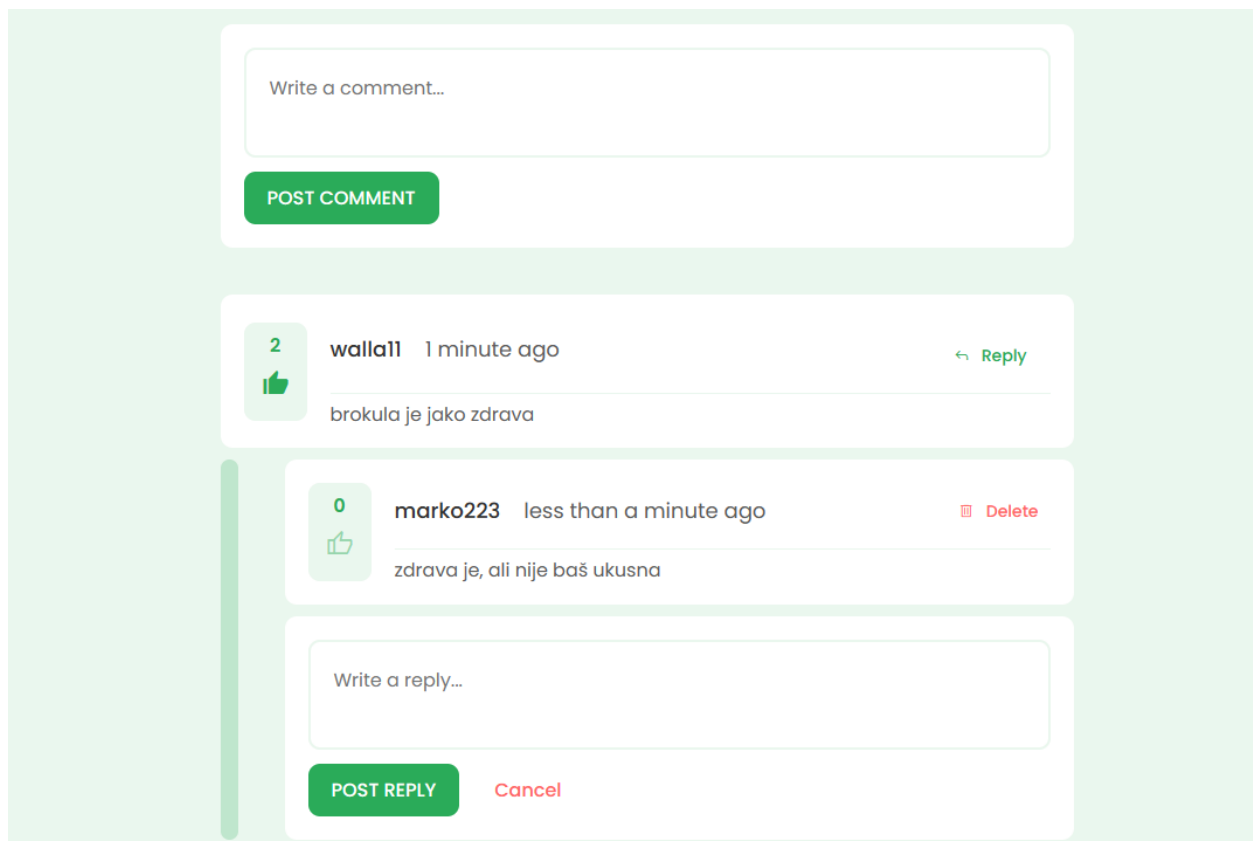 Write a comment...
POST COMMENT
2 walla11 1 minute ago Reply
brokula je jako zdrava
0 marko223 less than a minute ago Delete
zdrava je, ali nije baš ukusna
Write a reply...
POST REPLY Cancel